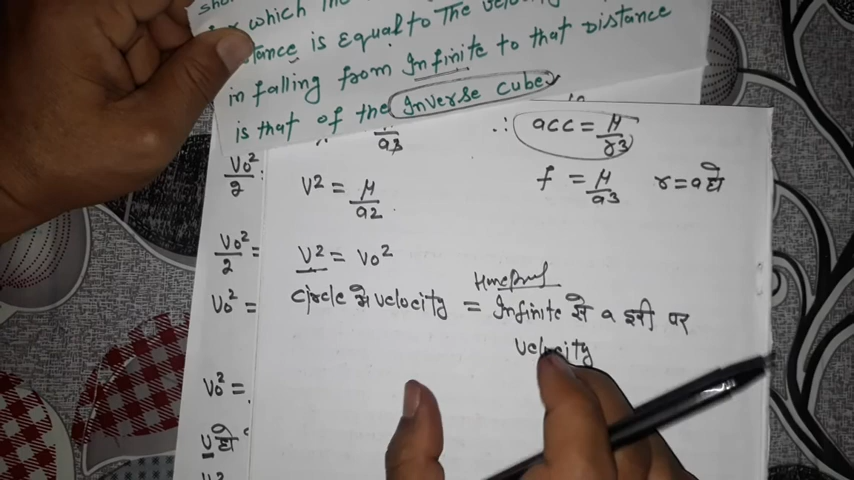 for which the
distance is equal to the velocity
in falling from Infinite to that distance
is that of the Inverse Cube
∴ acc = μ/r3
a3
V0²/2
V² = μ/a2
f = μ/a3 r = a से
V0²/2 =
V² = V0²
V0² =
Circle में velocity = Infinite से a दूरी पर
velocity
V0² =